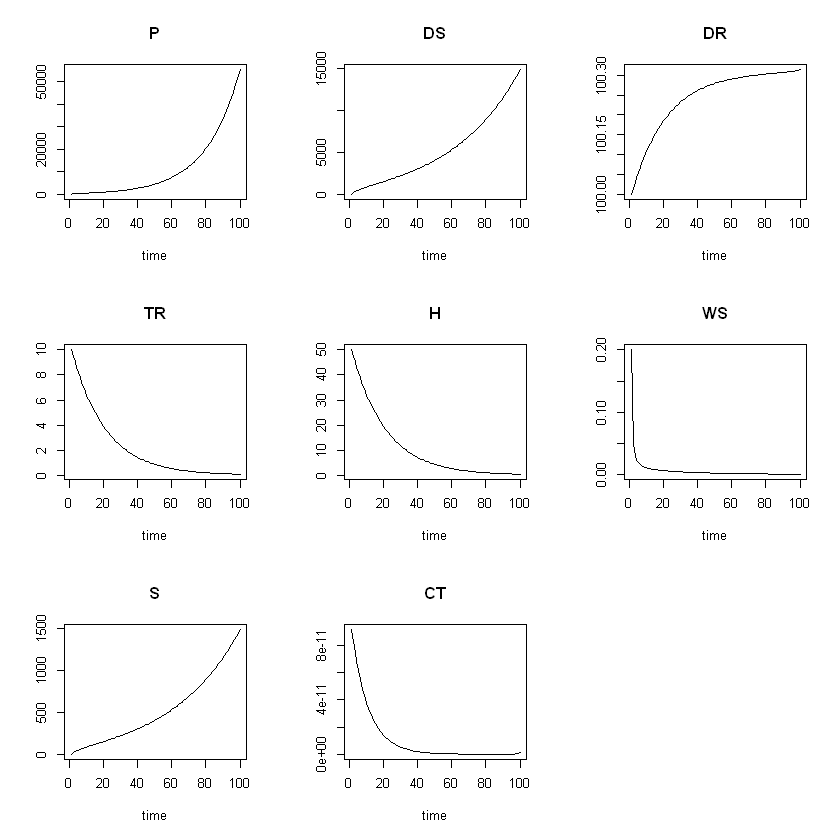 P DS DR
50000 15000 100.30
20000 5000 100.15
0 0 100.00
0 20 40 60 80 100 0 20 40 60 80 100 0 20 40 60 80 100
time time time
TR H WS
10 50 0.20
8 40
6 30 0.10
4 20
2 10
0 0 0.00
0 20 40 60 80 100 0 20 40 60 80 100 0 20 40 60 80 100
time time time
S CT
1500
1000 8e-11
500 4e-11
0 0e+00
0 20 40 60 80 100 0 20 40 60 80 100
time time